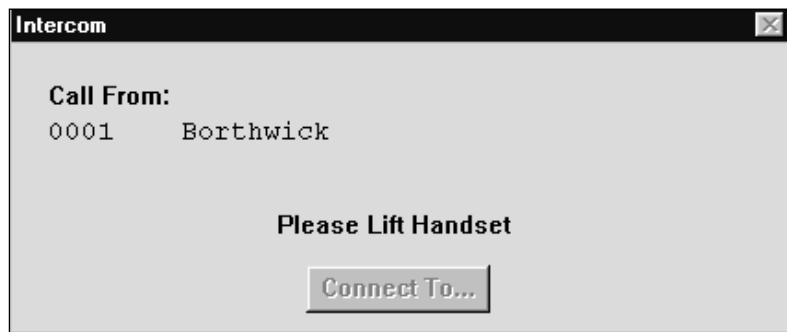 Intercom
Call From:
0001 Borthwick
Please Lift Handset
Connect To...